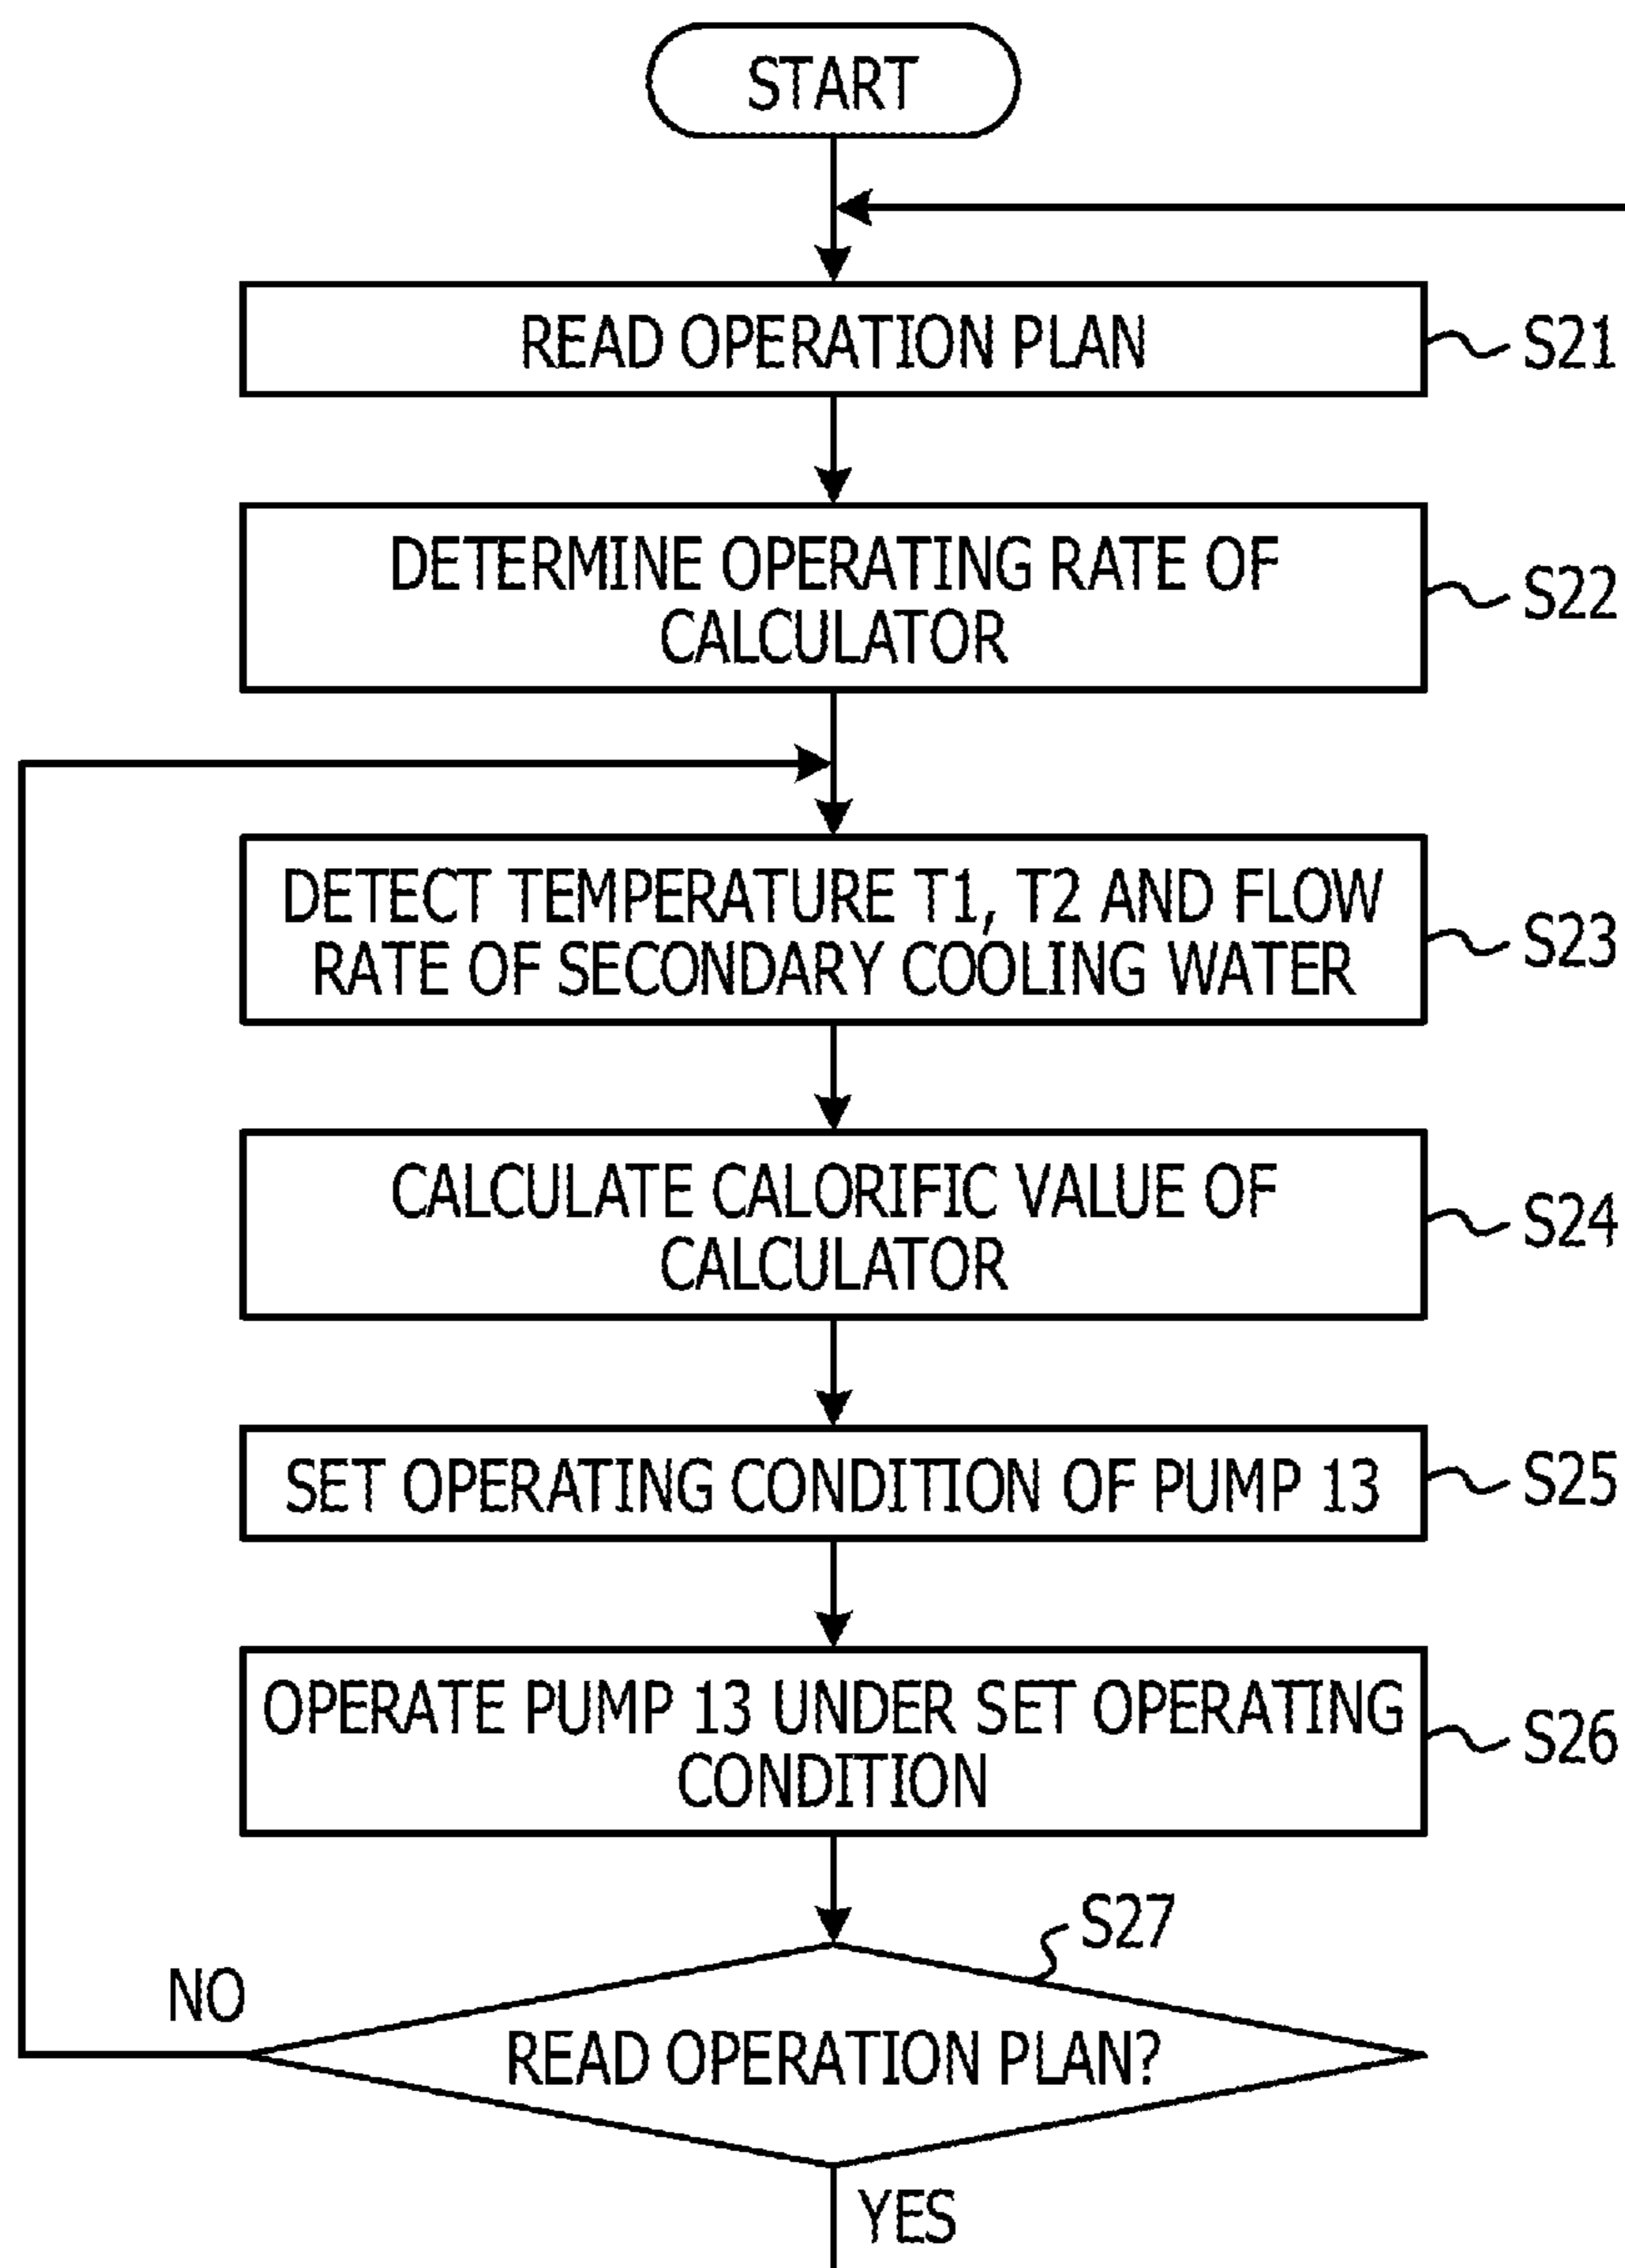 START
READ OPERATION PLAN
S21
DETERMINE OPERATING RATE OF
CALCULATOR
S22
DETECT TEMPERATURE T1, T2 AND FLOW
RATE OF SECONDARY COOLING WATER
S23
CALCULATE CALORIFIC VALUE OF
CALCULATOR
S24
SET OPERATING CONDITION OF PUMP 13
S25
OPERATE PUMP 13 UNDER SET OPERATING
CONDITION
S26
S27
NO
READ OPERATION PLAN?
YES